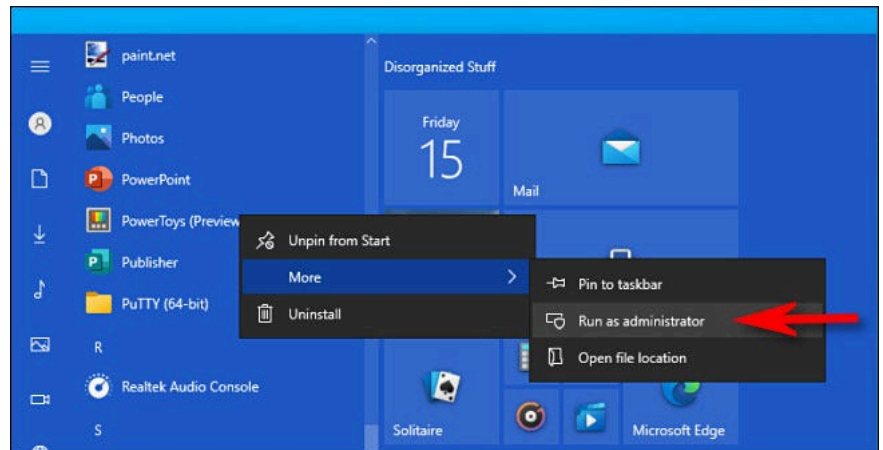 paint.net
People
Photos
PowerPoint
PowerToys (Preview
Publisher
PuTTY (64-bit)
R
Realtek Audio Console
S
Disorganized Stuff
Friday
15
Mail
Solitaire
Microsoft Edge
Unpin from Start
More
Uninstall
Pin to taskbar
Run as administrator
Open file location